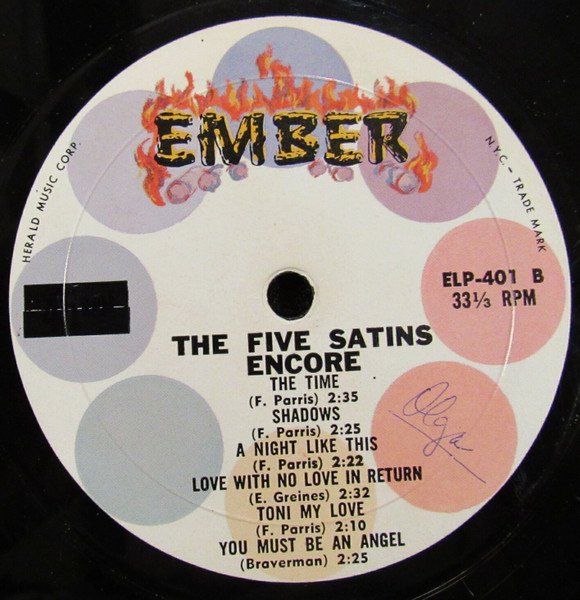 EMBER
HERALD MUSIC CORP.
N.Y.C. - TRADE MARK
ELP-401 B
33⅓ RPM
THE FIVE SATINS
ENCORE
THE TIME
(F. Parris) 2:35
SHADOWS
(F. Parris) 2:25
A NIGHT LIKE THIS
(F. Parris) 2:22
LOVE WITH NO LOVE IN RETURN
(E. Greines) 2:32
TONI MY LOVE
(F. Parris) 2:10
YOU MUST BE AN ANGEL
(Braverman) 2:25
Olga